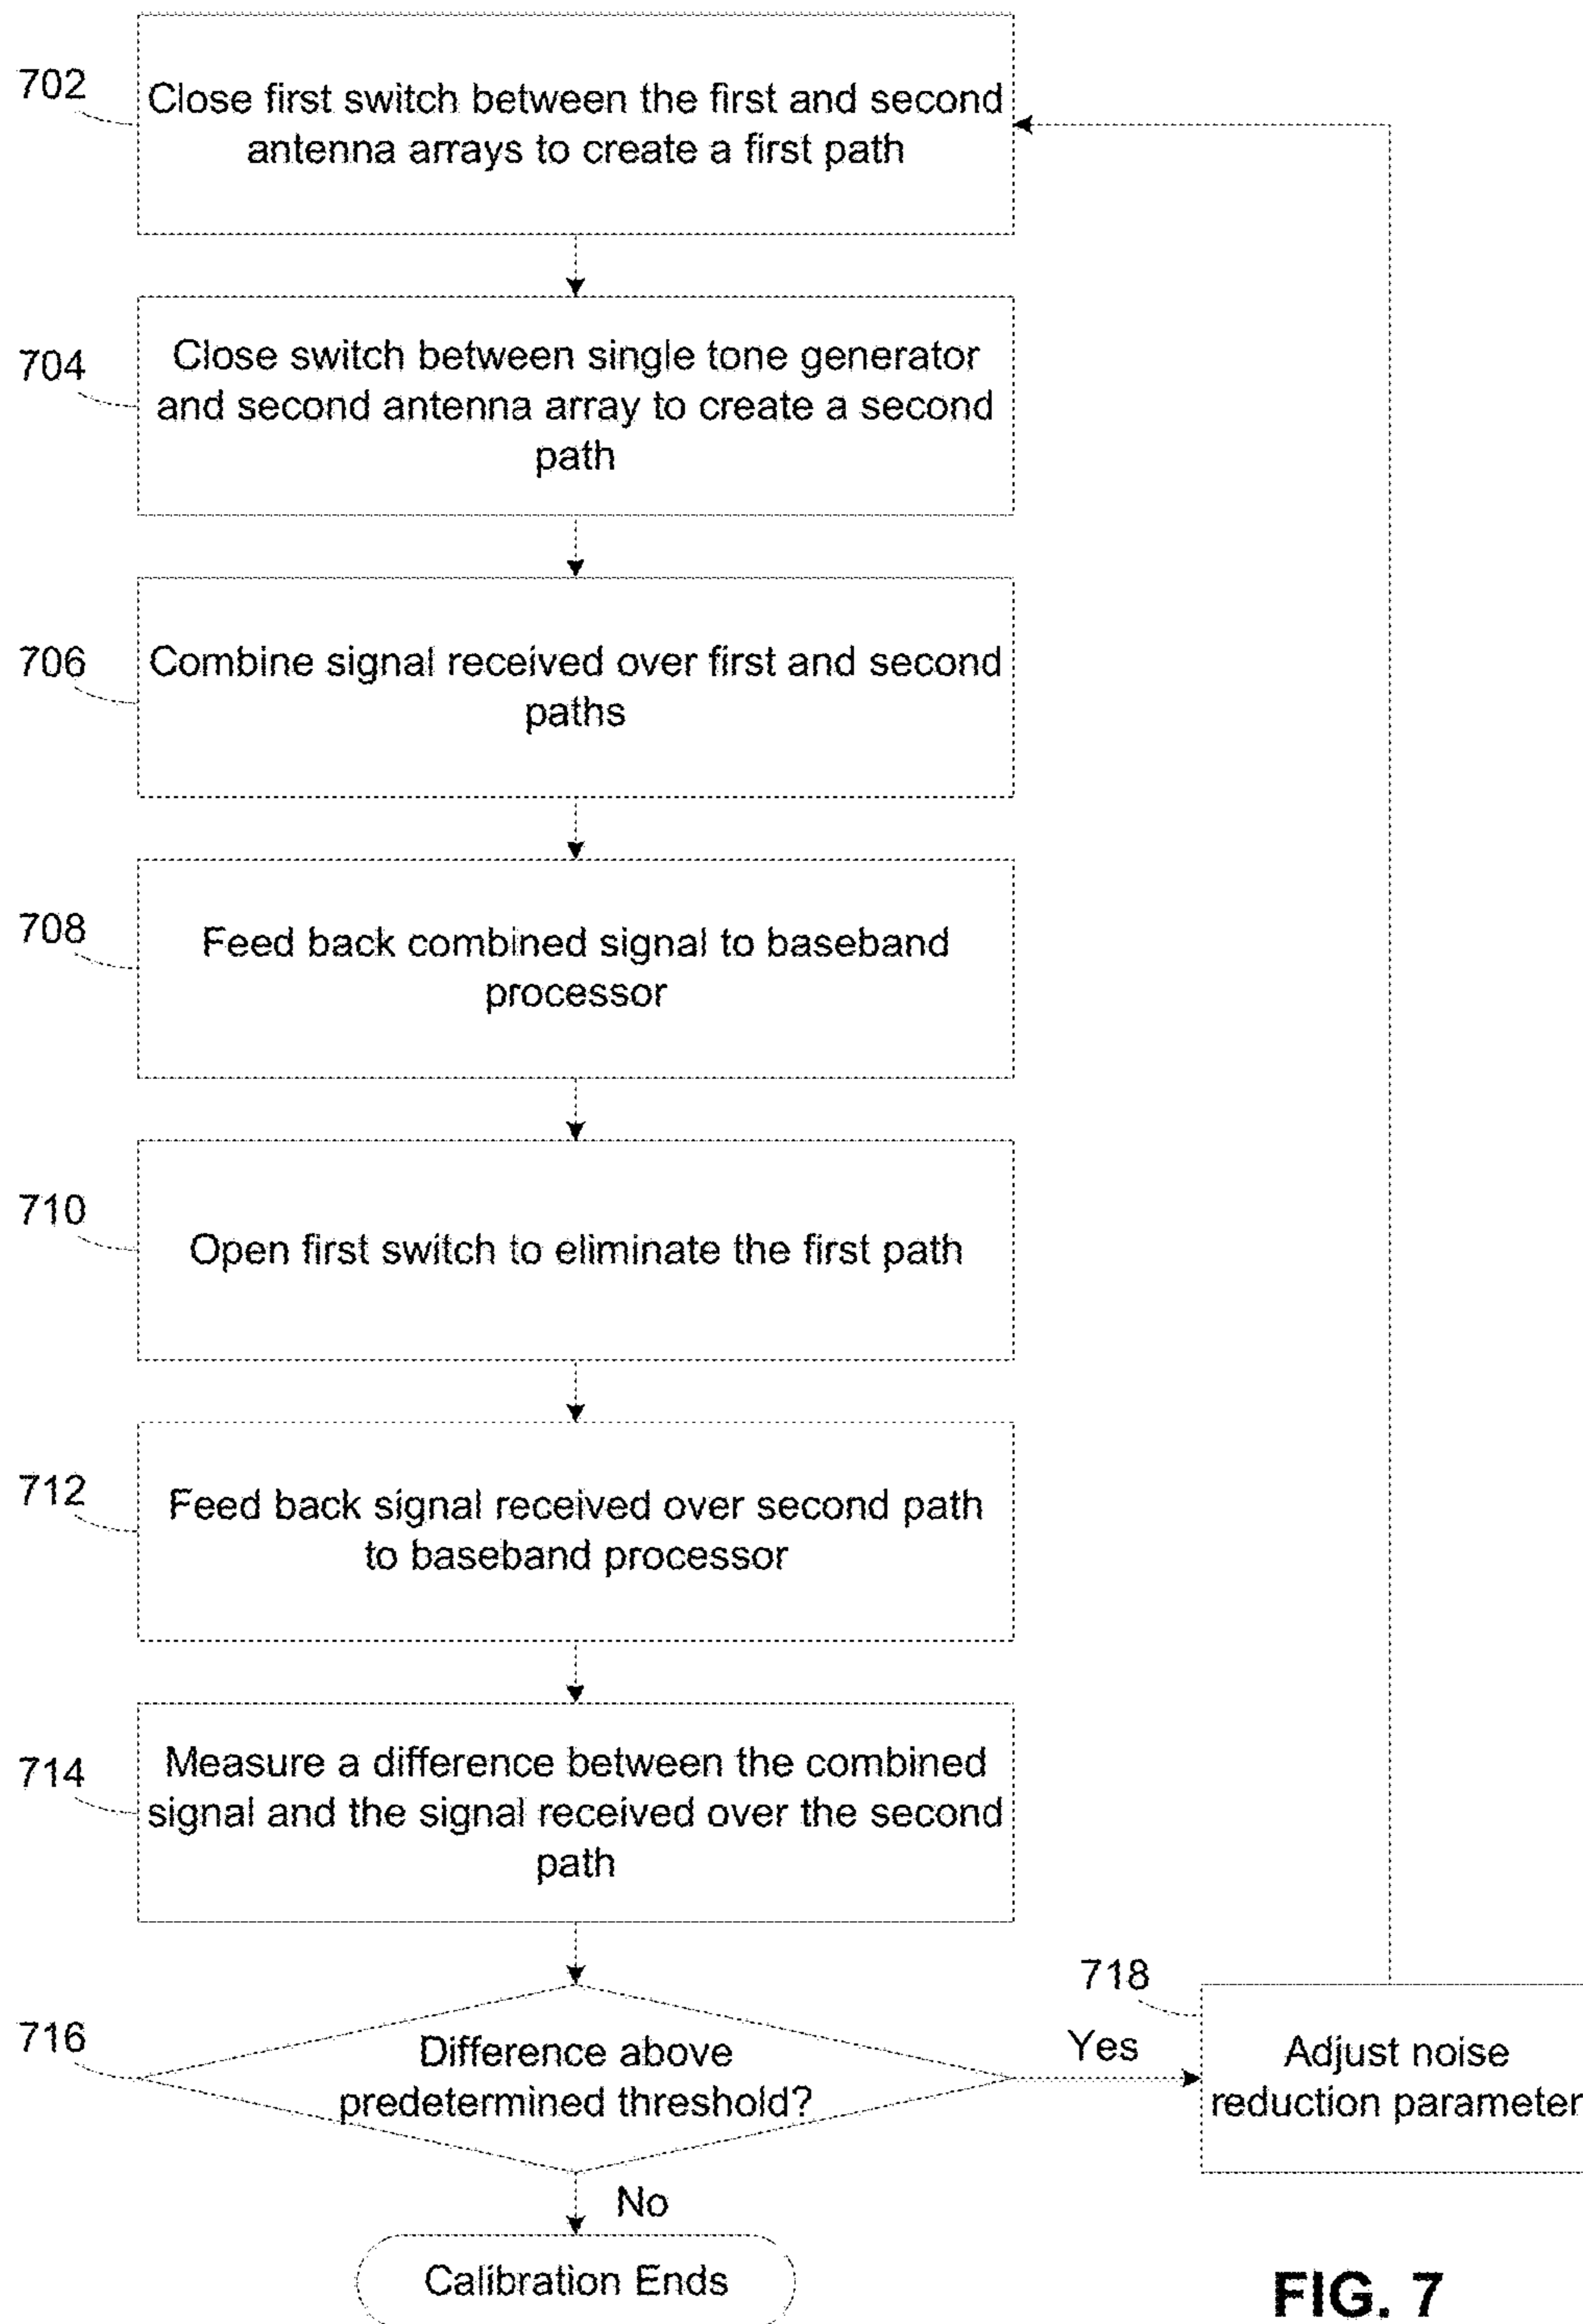 702
Close first switch between the first and second
antenna arrays to create a first path
704
Close switch between single tone generator
and second antenna array to create a second
path
706
Combine signal received over first and second
paths
708
Feed back combined signal to baseband
processor
710
Open first switch to eliminate the first path
712
Feed back signal received over second path
to baseband processor
714
Measure a difference between the combined
signal and the signal received over the second
path
716
Difference above
predetermined threshold?
Yes
718
Adjust noise
reduction parameter
No
Calibration Ends
FIG. 7